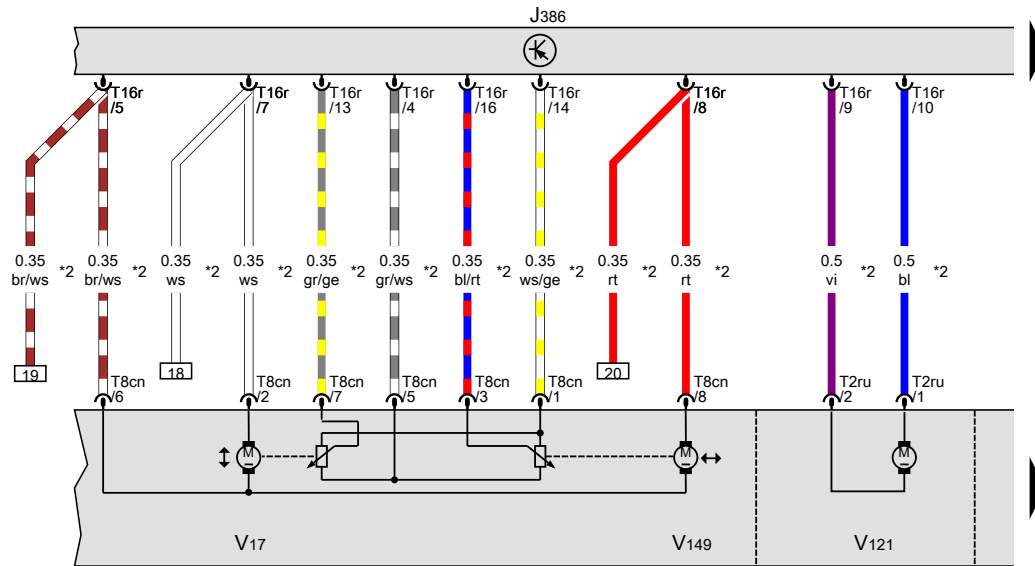 J386
T16r T16r T16r T16r T16r T16r T16r T16r T16r
/5 /7 /13 /4 /16 /14 /8 /9 /10
0.35 0.35 0.35 0.35 0.35 0.35 0.35 0.35 0.35 0.35 0.5 0.5
br/ws *2 br/ws *2 ws *2 ws *2 gr/ge *2 gr/ws *2 bl/rt *2 ws/ge *2 rt *2 rt *2 vi *2 bl *2
19 18 20
T8cn T8cn T8cn T8cn T8cn T8cn T8cn T2ru T2ru
/6 /2 /7 /5 /3 /1 /8 /2 /1
M M M
V17 V149 V121